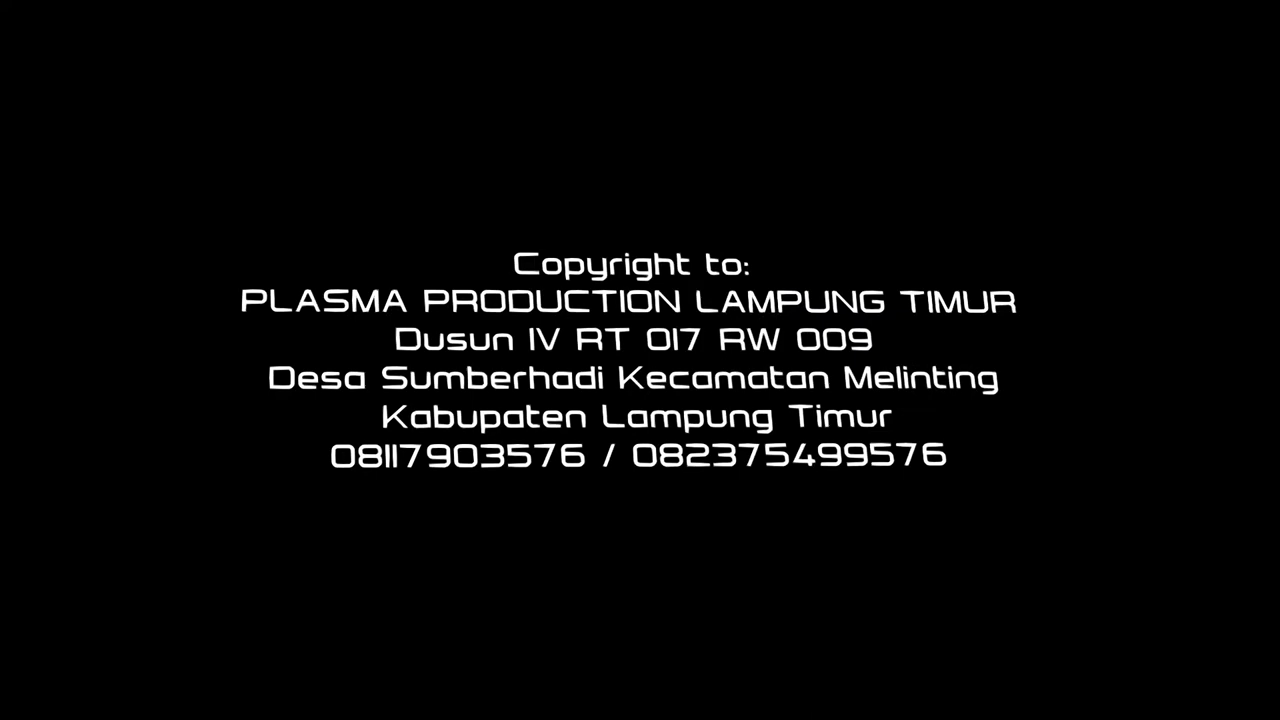 Copyright to:
PLASMA PRODUCTION LAMPUNG TIMUR
Dusun IV RT 017 RW 009
Desa Sumberhadi Kecamatan Melinting
Kabupaten Lampung Timur
08117903576 / 082375499576